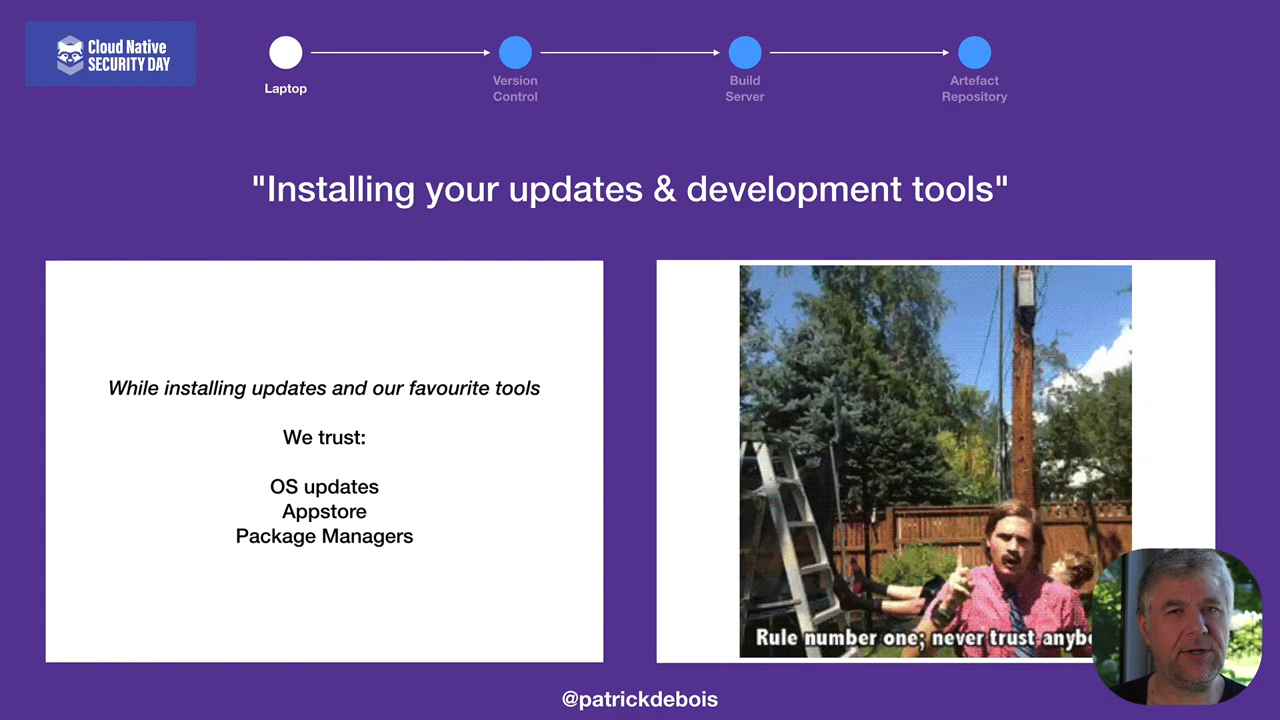 Cloud Native
SECURITY DAY
Laptop
Version
Control
Build
Server
Artefact
Repository
"Installing your updates & development tools"
While installing updates and our favourite tools
We trust:
OS updates
Appstore
Package Managers
Rule number one; never trust anybo
@patrickdebois